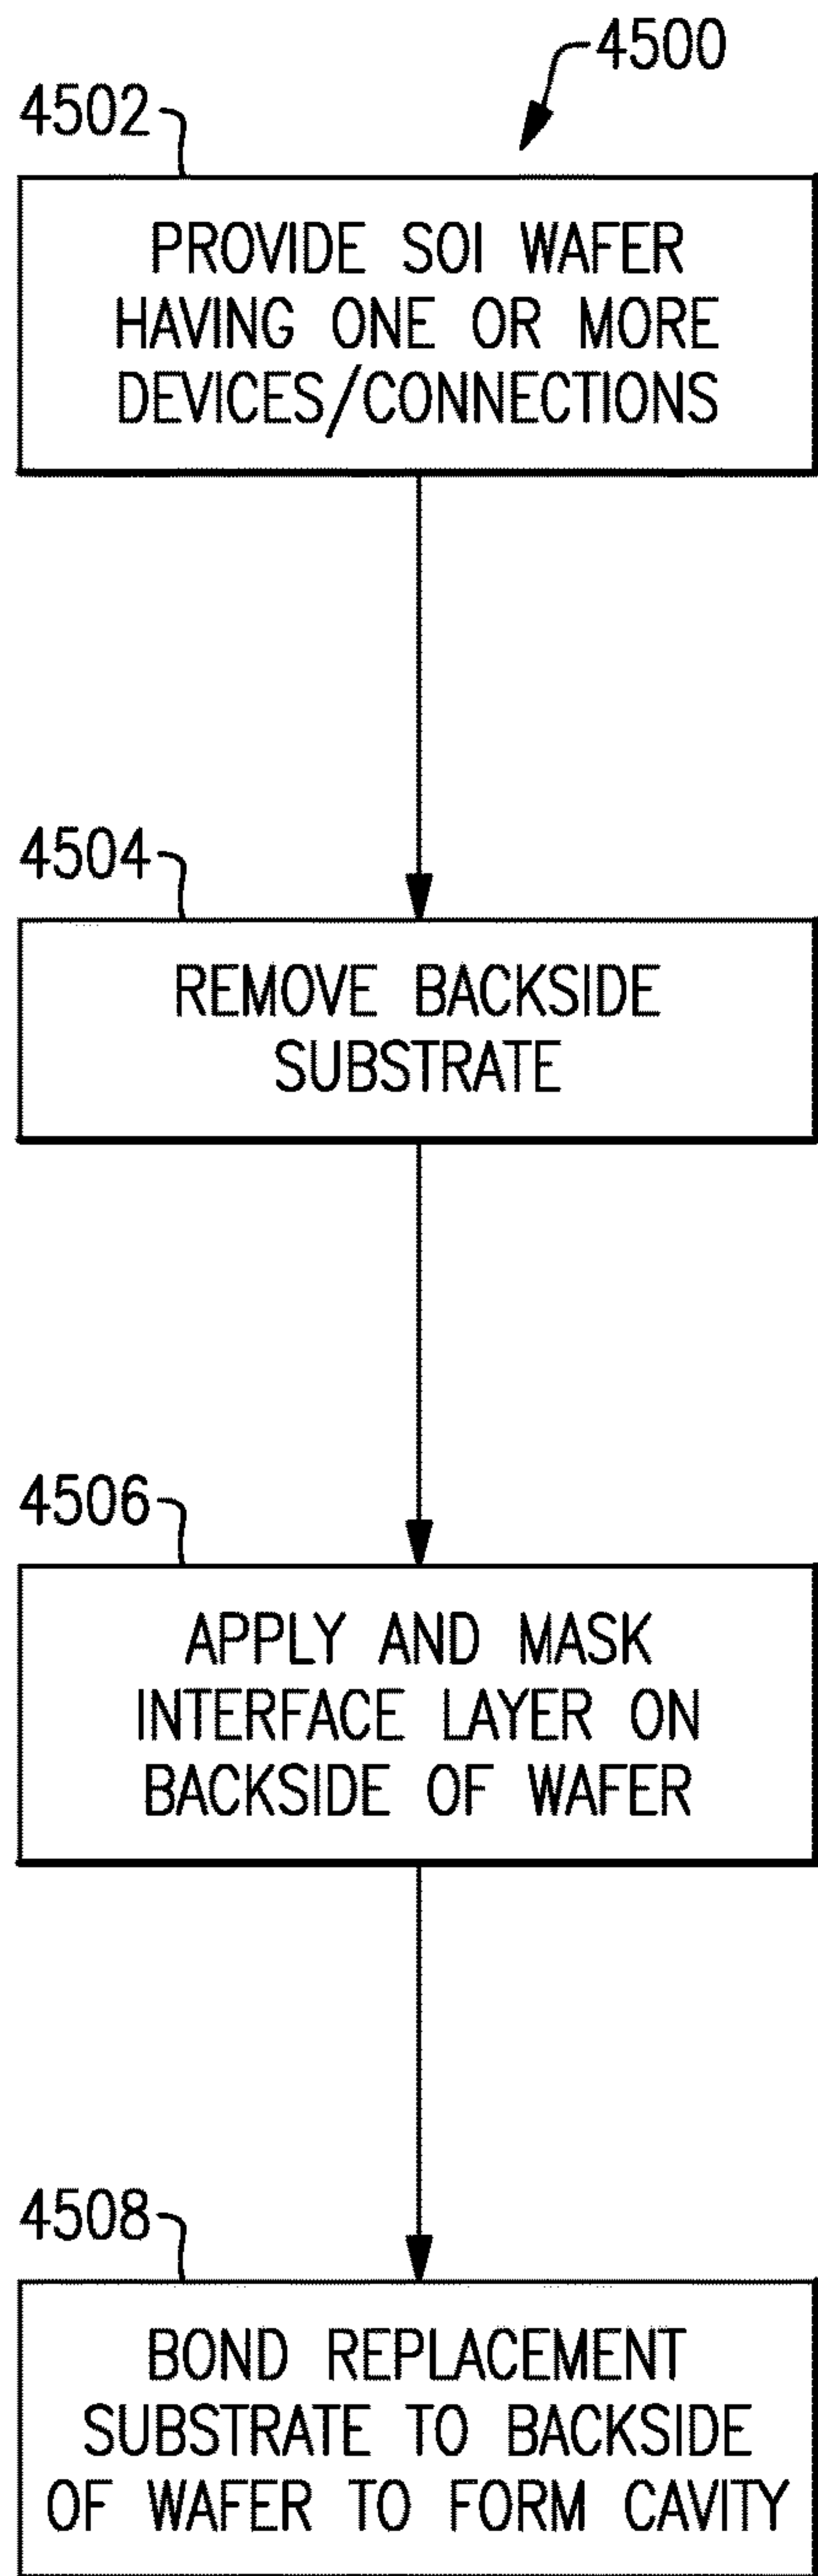 4500
4502
PROVIDE SOI WAFER
HAVING ONE OR MORE
DEVICES/CONNECTIONS
4504
REMOVE BACKSIDE
SUBSTRATE
4506
APPLY AND MASK
INTERFACE LAYER ON
BACKSIDE OF WAFER
4508
BOND REPLACEMENT
SUBSTRATE TO BACKSIDE
OF WAFER TO FORM CAVITY